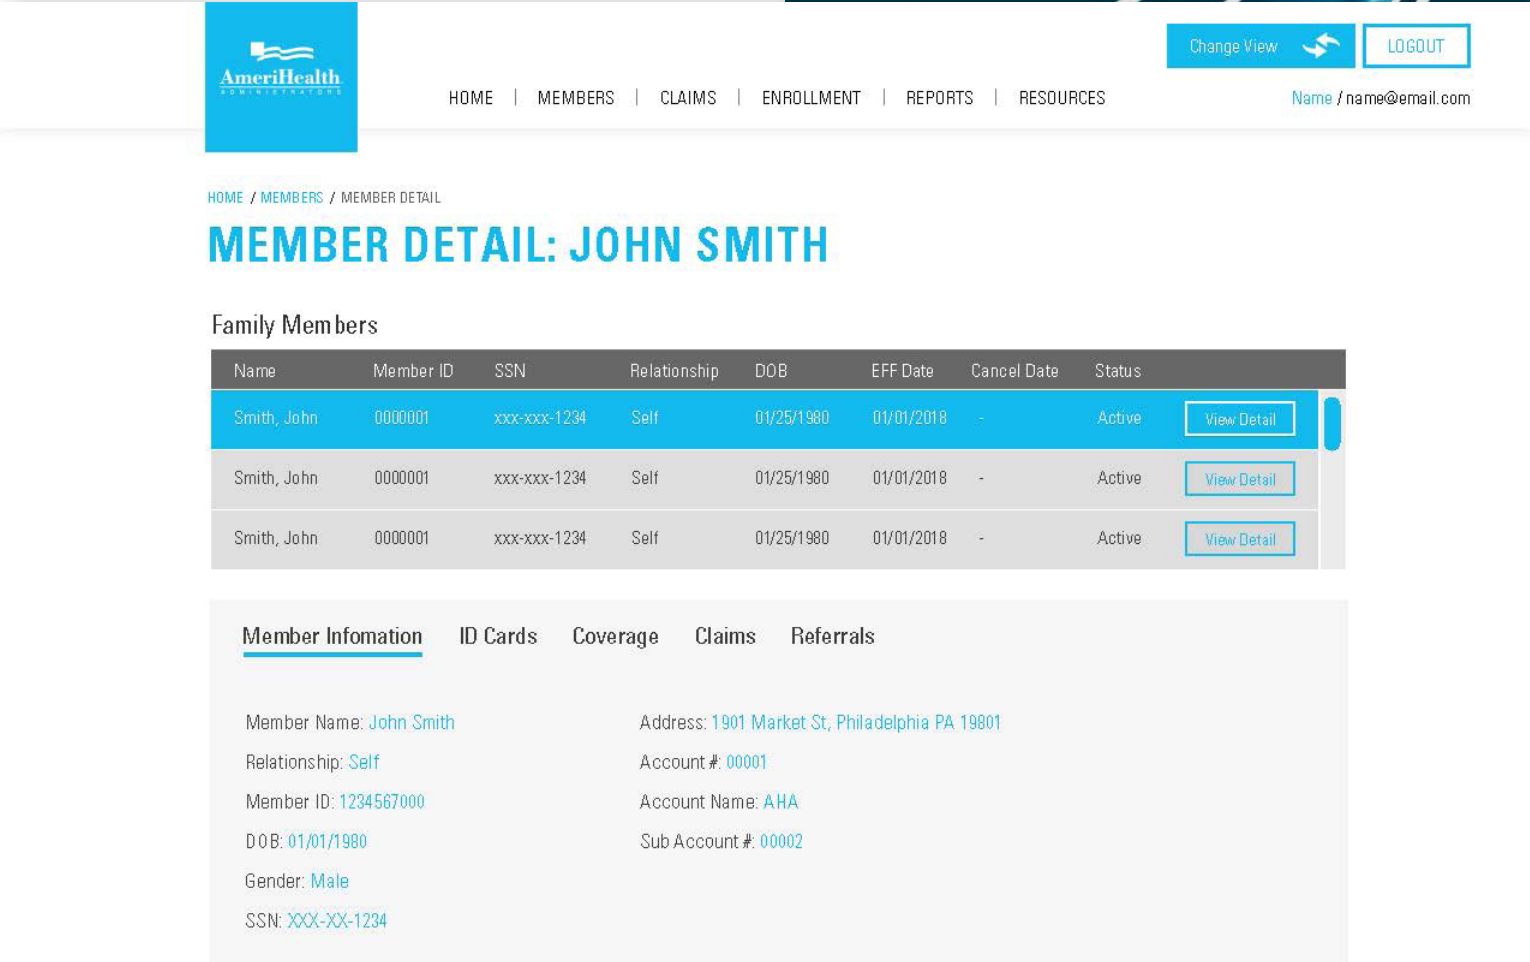 AmeriHealth
ADMINISTRATORS
Change View
LOGOUT
HOME | MEMBERS | CLAIMS | ENROLLMENT | REPORTS | RESOURCES
Name / name@email.com
HOME / MEMBERS / MEMBER DETAIL
MEMBER DETAIL: JOHN SMITH
Family Members
Name Member ID SSN Relationship DOB EFF Date Cancel Date Status
Smith, John 0000001 xxx-xxx-1234 Self 01/25/1980 01/01/2018 - Active View Detail
Smith, John 0000001 xxx-xxx-1234 Self 01/25/1980 01/01/2018 - Active View Detail
Smith, John 0000001 xxx-xxx-1234 Self 01/25/1980 01/01/2018 - Active View Detail
Member Infomation ID Cards Coverage Claims Referrals
Member Name: John Smith
Relationship: Self
Member ID: 1234567000
DOB: 01/01/1980
Gender: Male
SSN: XXX-XX-1234
Address: 1901 Market St, Philadelphia PA 19801
Account #: 00001
Account Name: AHA
Sub Account #: 00002